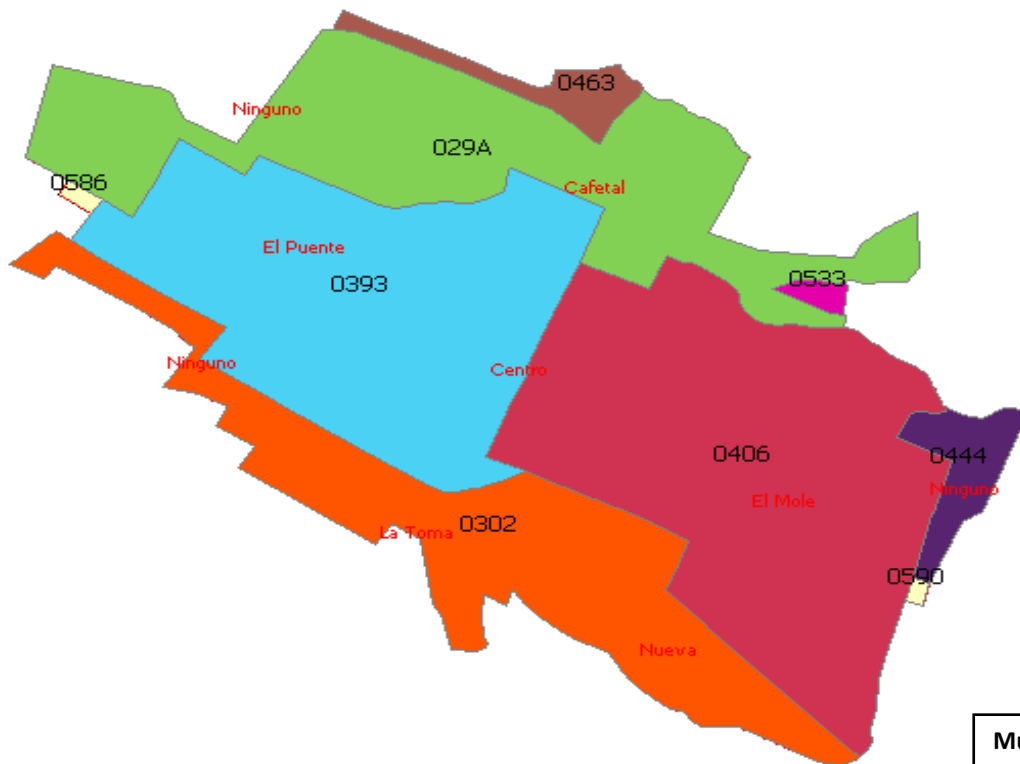 0463
Ninguno
029A
0586
Cafetal
El Puente
0533
0393
Ninguno
Centro
0406
0444
El Mole
Ninguno
La Toma
0302
0590
Nueva